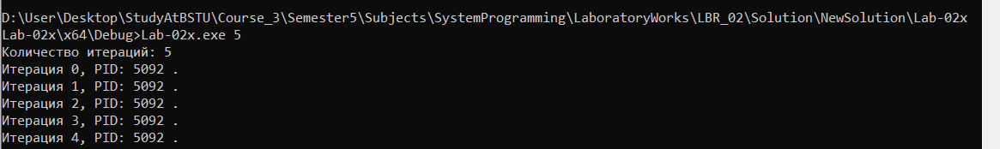 D:\User\Desktop\StudyAtBSTU\Course_3\Semester5\Subjects\SystemProgramming\LaboratoryWorks\LBR_02\Solution\NewSolution\Lab-02x
Lab-02x\x64\Debug>Lab-02x.exe 5
Количество итераций: 5
Итерация 0, PID: 5092 .
Итерация 1, PID: 5092 .
Итерация 2, PID: 5092 .
Итерация 3, PID: 5092 .
Итерация 4, PID: 5092 .